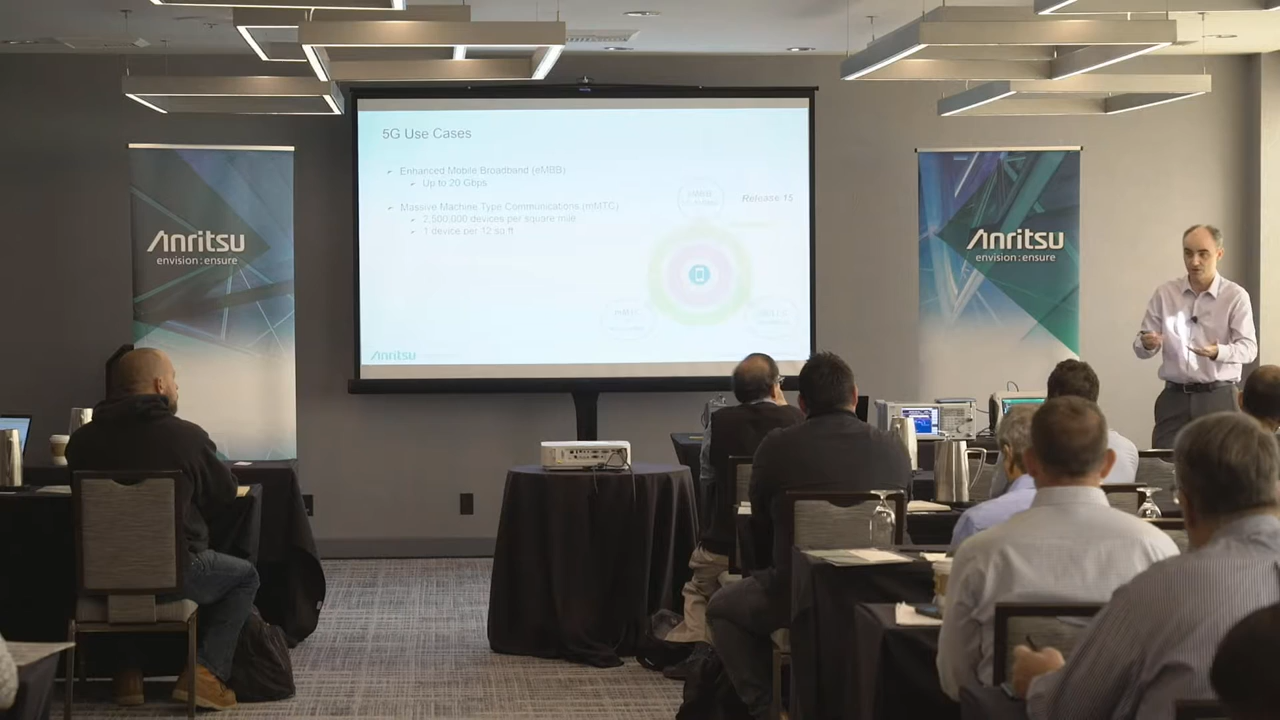 5G Use Cases
Enhanced Mobile Broadband (eMBB)
Up to 20 Gbps
Massive Machine Type Communications (mMTC)
2,500,000 devices per square mile
1 device per 12 sq ft
Release 15
Anritsu
Anritsu
envision : ensure
Anritsu
envision : ensure